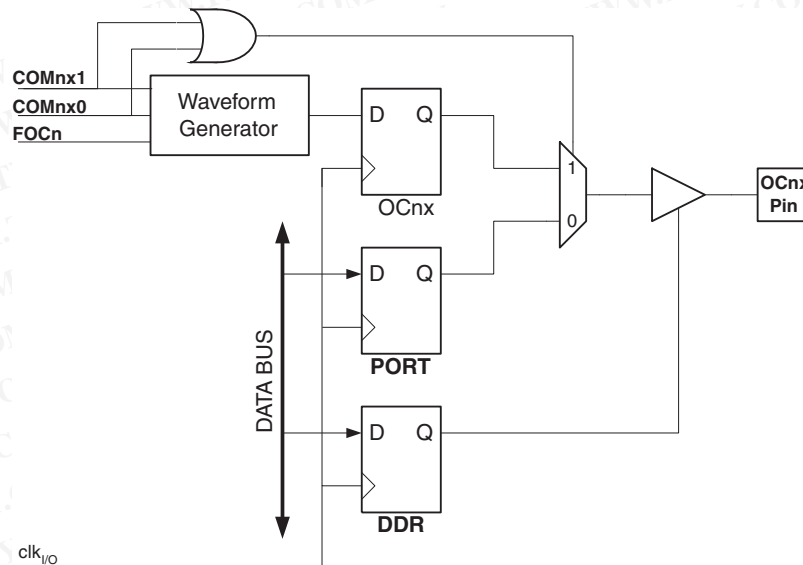 COMnx1
COMnx0
FOCn
Waveform
Generator
D Q
OCnx
1
0
OCnx
Pin
DATA BUS
D Q
PORT
D Q
DDR
clkI/O